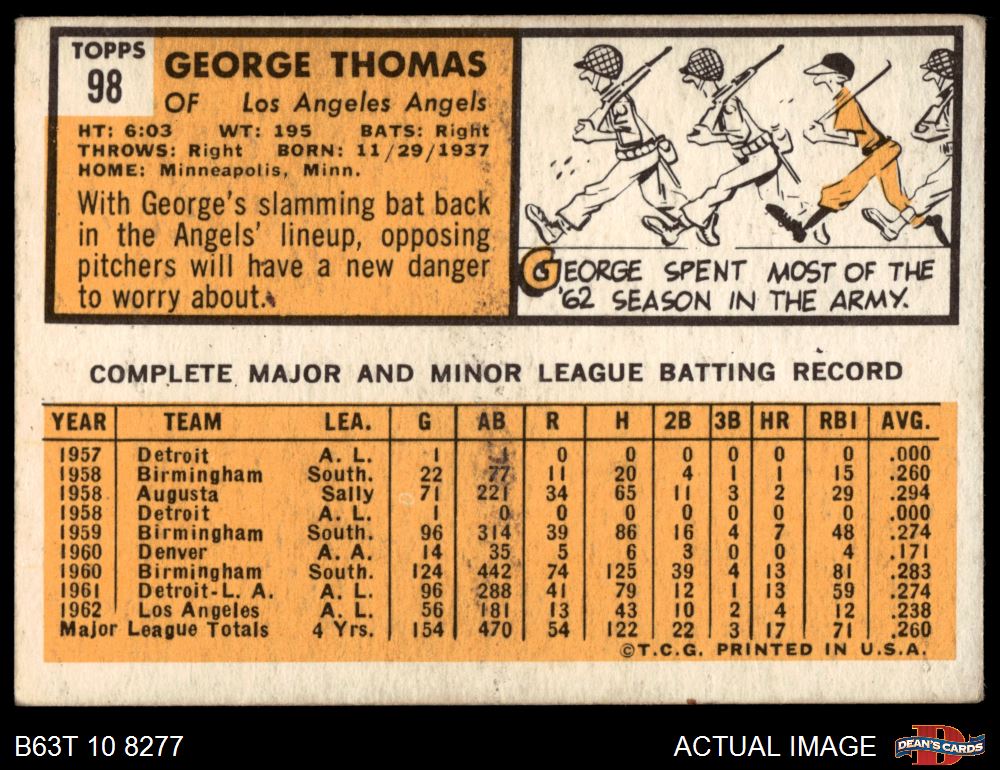 TOPPS
98
GEORGE THOMAS
OF Los Angeles Angels
HT: 6:03 WT: 195 BATS: Right
THROWS: Right BORN: 11/29/1937
HOME: Minneapolis, Minn.
With George's slamming bat back
in the Angels' lineup, opposing
pitchers will have a new danger
to worry about.
GEORGE SPENT MOST OF THE
'62 SEASON IN THE ARMY.
COMPLETE MAJOR AND MINOR LEAGUE BATTING RECORD
YEAR TEAM LEA. G AB R H 2B 3B HR RBI AVG.
1957 Detroit A. L. 1 1 0 0 0 0 0 0 .000
1958 Birmingham South. 22 77 11 20 4 1 1 15 .260
1958 Augusta Sally 71 221 34 65 11 3 2 29 .294
1958 Detroit A. L. 1 0 0 0 0 0 0 0 .000
1959 Birmingham South. 96 314 39 86 16 4 7 48 .274
1960 Denver A. A. 14 35 5 6 3 0 0 4 .171
1960 Birmingham South. 124 442 74 125 39 4 13 81 .283
1961 Detroit-L. A. A. L. 96 288 41 79 12 1 13 59 .274
1962 Los Angeles A. L. 56 181 13 43 10 2 4 12 .238
Major League Totals 4 Yrs. 154 470 54 122 22 3 17 71 .260
©T.C.G. PRINTED IN U.S.A.
B63T 10 8277
ACTUAL IMAGE
DEAN'S CARDS